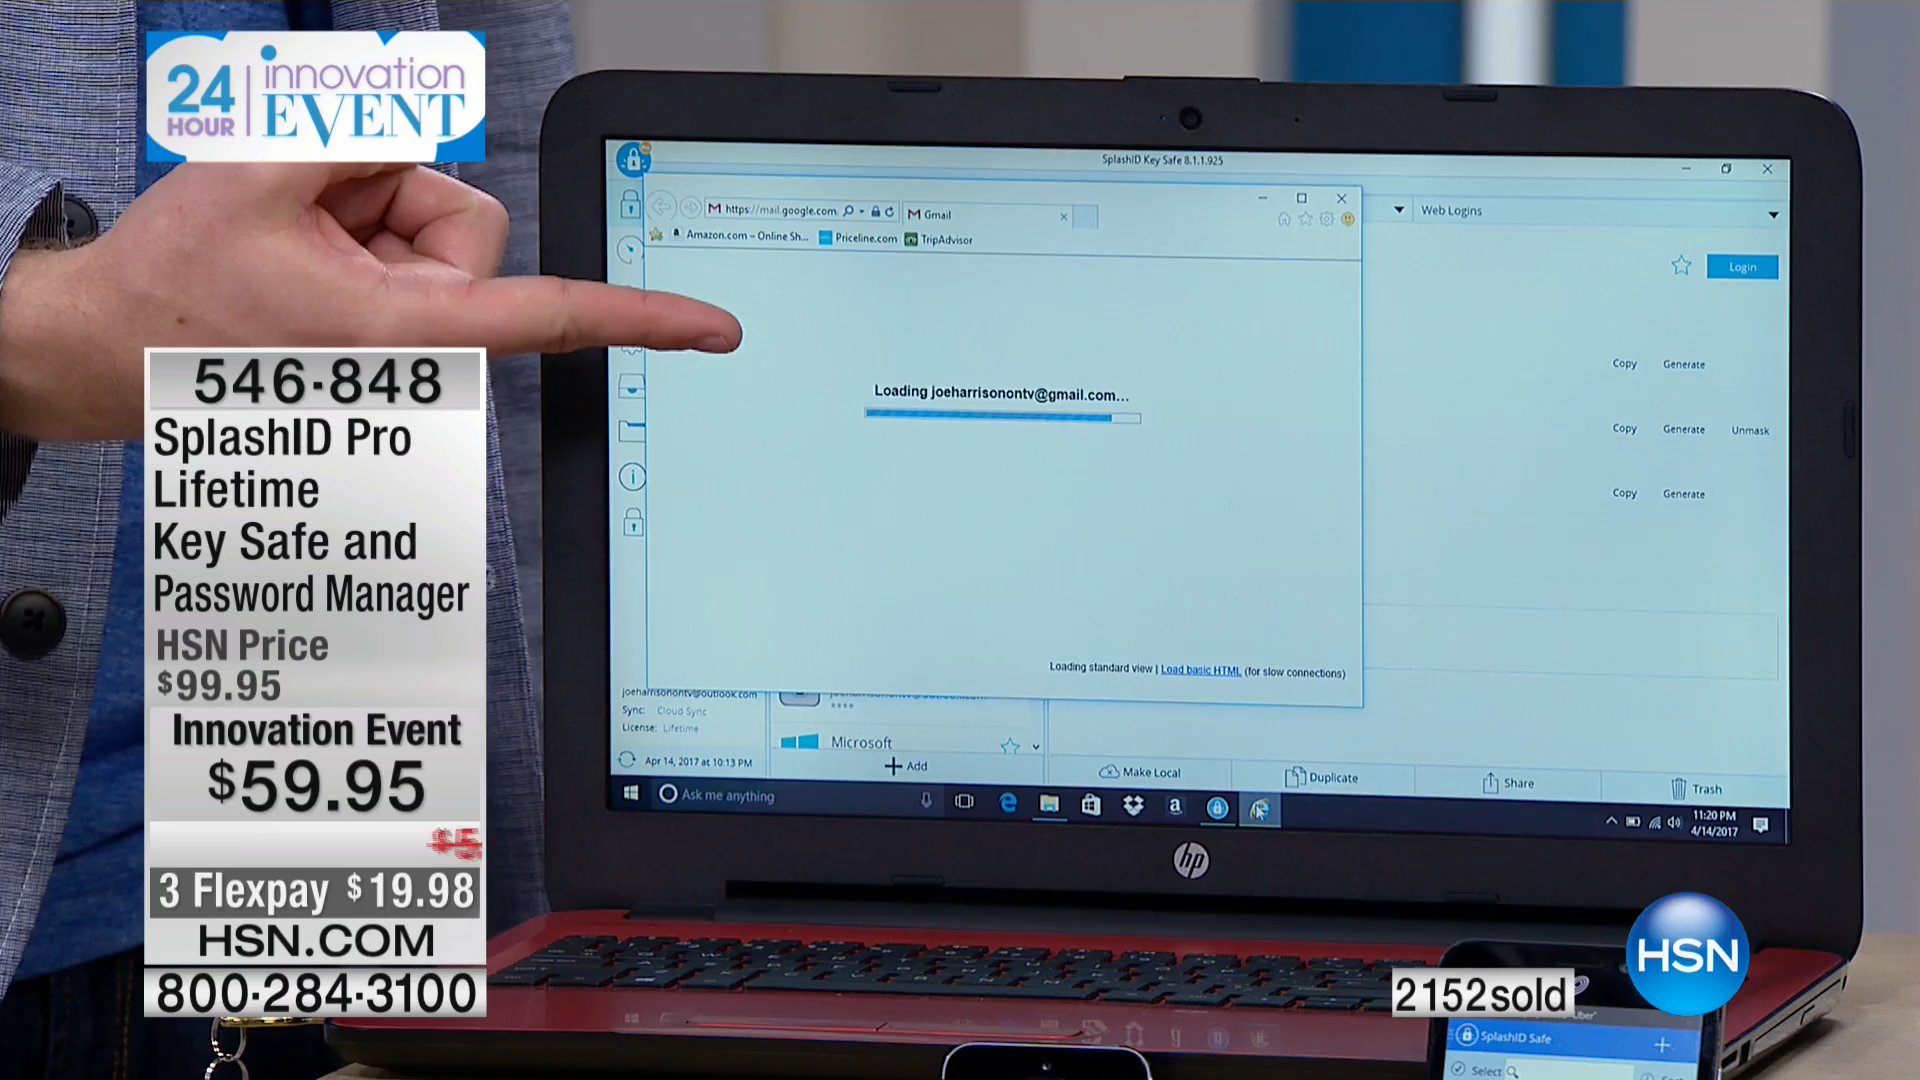 24
HOUR
innovation
EVENT
546-848
SplashID Pro
Lifetime
Key Safe and
Password Manager
HSN Price
$99.95
Innovation Event
$59.95
3 Flexpay $19.98
HSN.COM
800-284-3100
SplashID Key Safe 8.1.1.925
https://mail.google.com
Gmail
Amazon.com – Online Sh...
Priceline.com
TripAdvisor
Web Logins
Login
Copy Generate
Copy Generate Unmask
Copy Generate
Loading joeharrisonontv@gmail.com...
Loading standard view | Load basic HTML (for slow connections)
joeharrisonontv@outlook.com
Sync: Cloud Sync
License: Lifetime
Apr 14, 2017 at 10:13 PM
****
Microsoft
Add
Make Local
Duplicate
Share
Trash
Ask me anything
11:20 PM
4/14/2017
hp
HSN
2152 sold
SplashID Safe
Select